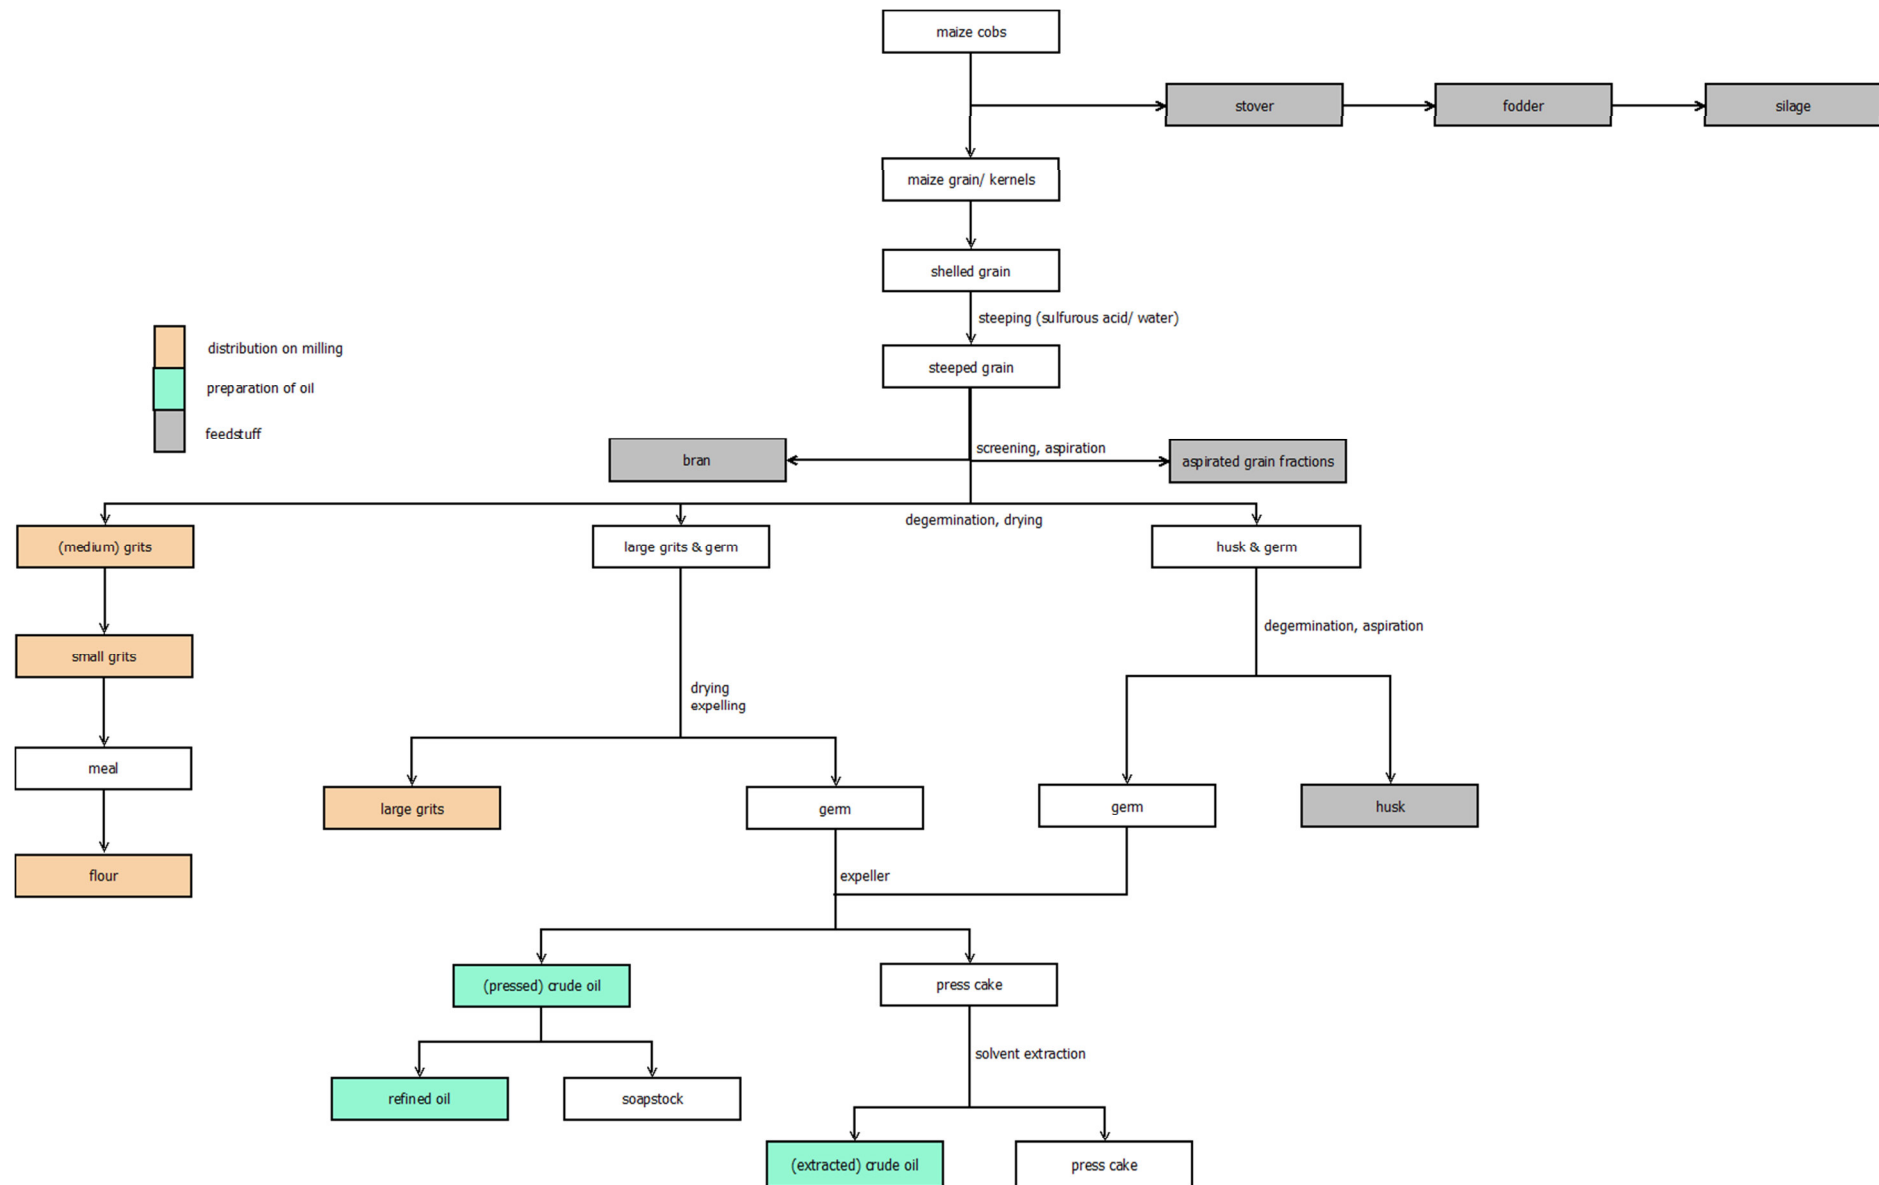 maize cobs
stover
fodder
silage
maize grain/ kernels
shelled grain
steeping (sulfurous acid/ water)
steeped grain
distribution on milling
preparation of oil
feedstuff
bran
screening, aspiration
aspirated grain fractions
degermination, drying
(medium) grits
large grits & germ
husk & germ
degermination, aspiration
small grits
drying
expelling
meal
large grits
germ
germ
husk
flour
expeller
(pressed) crude oil
press cake
solvent extraction
refined oil
soapstock
(extracted) crude oil
press cake